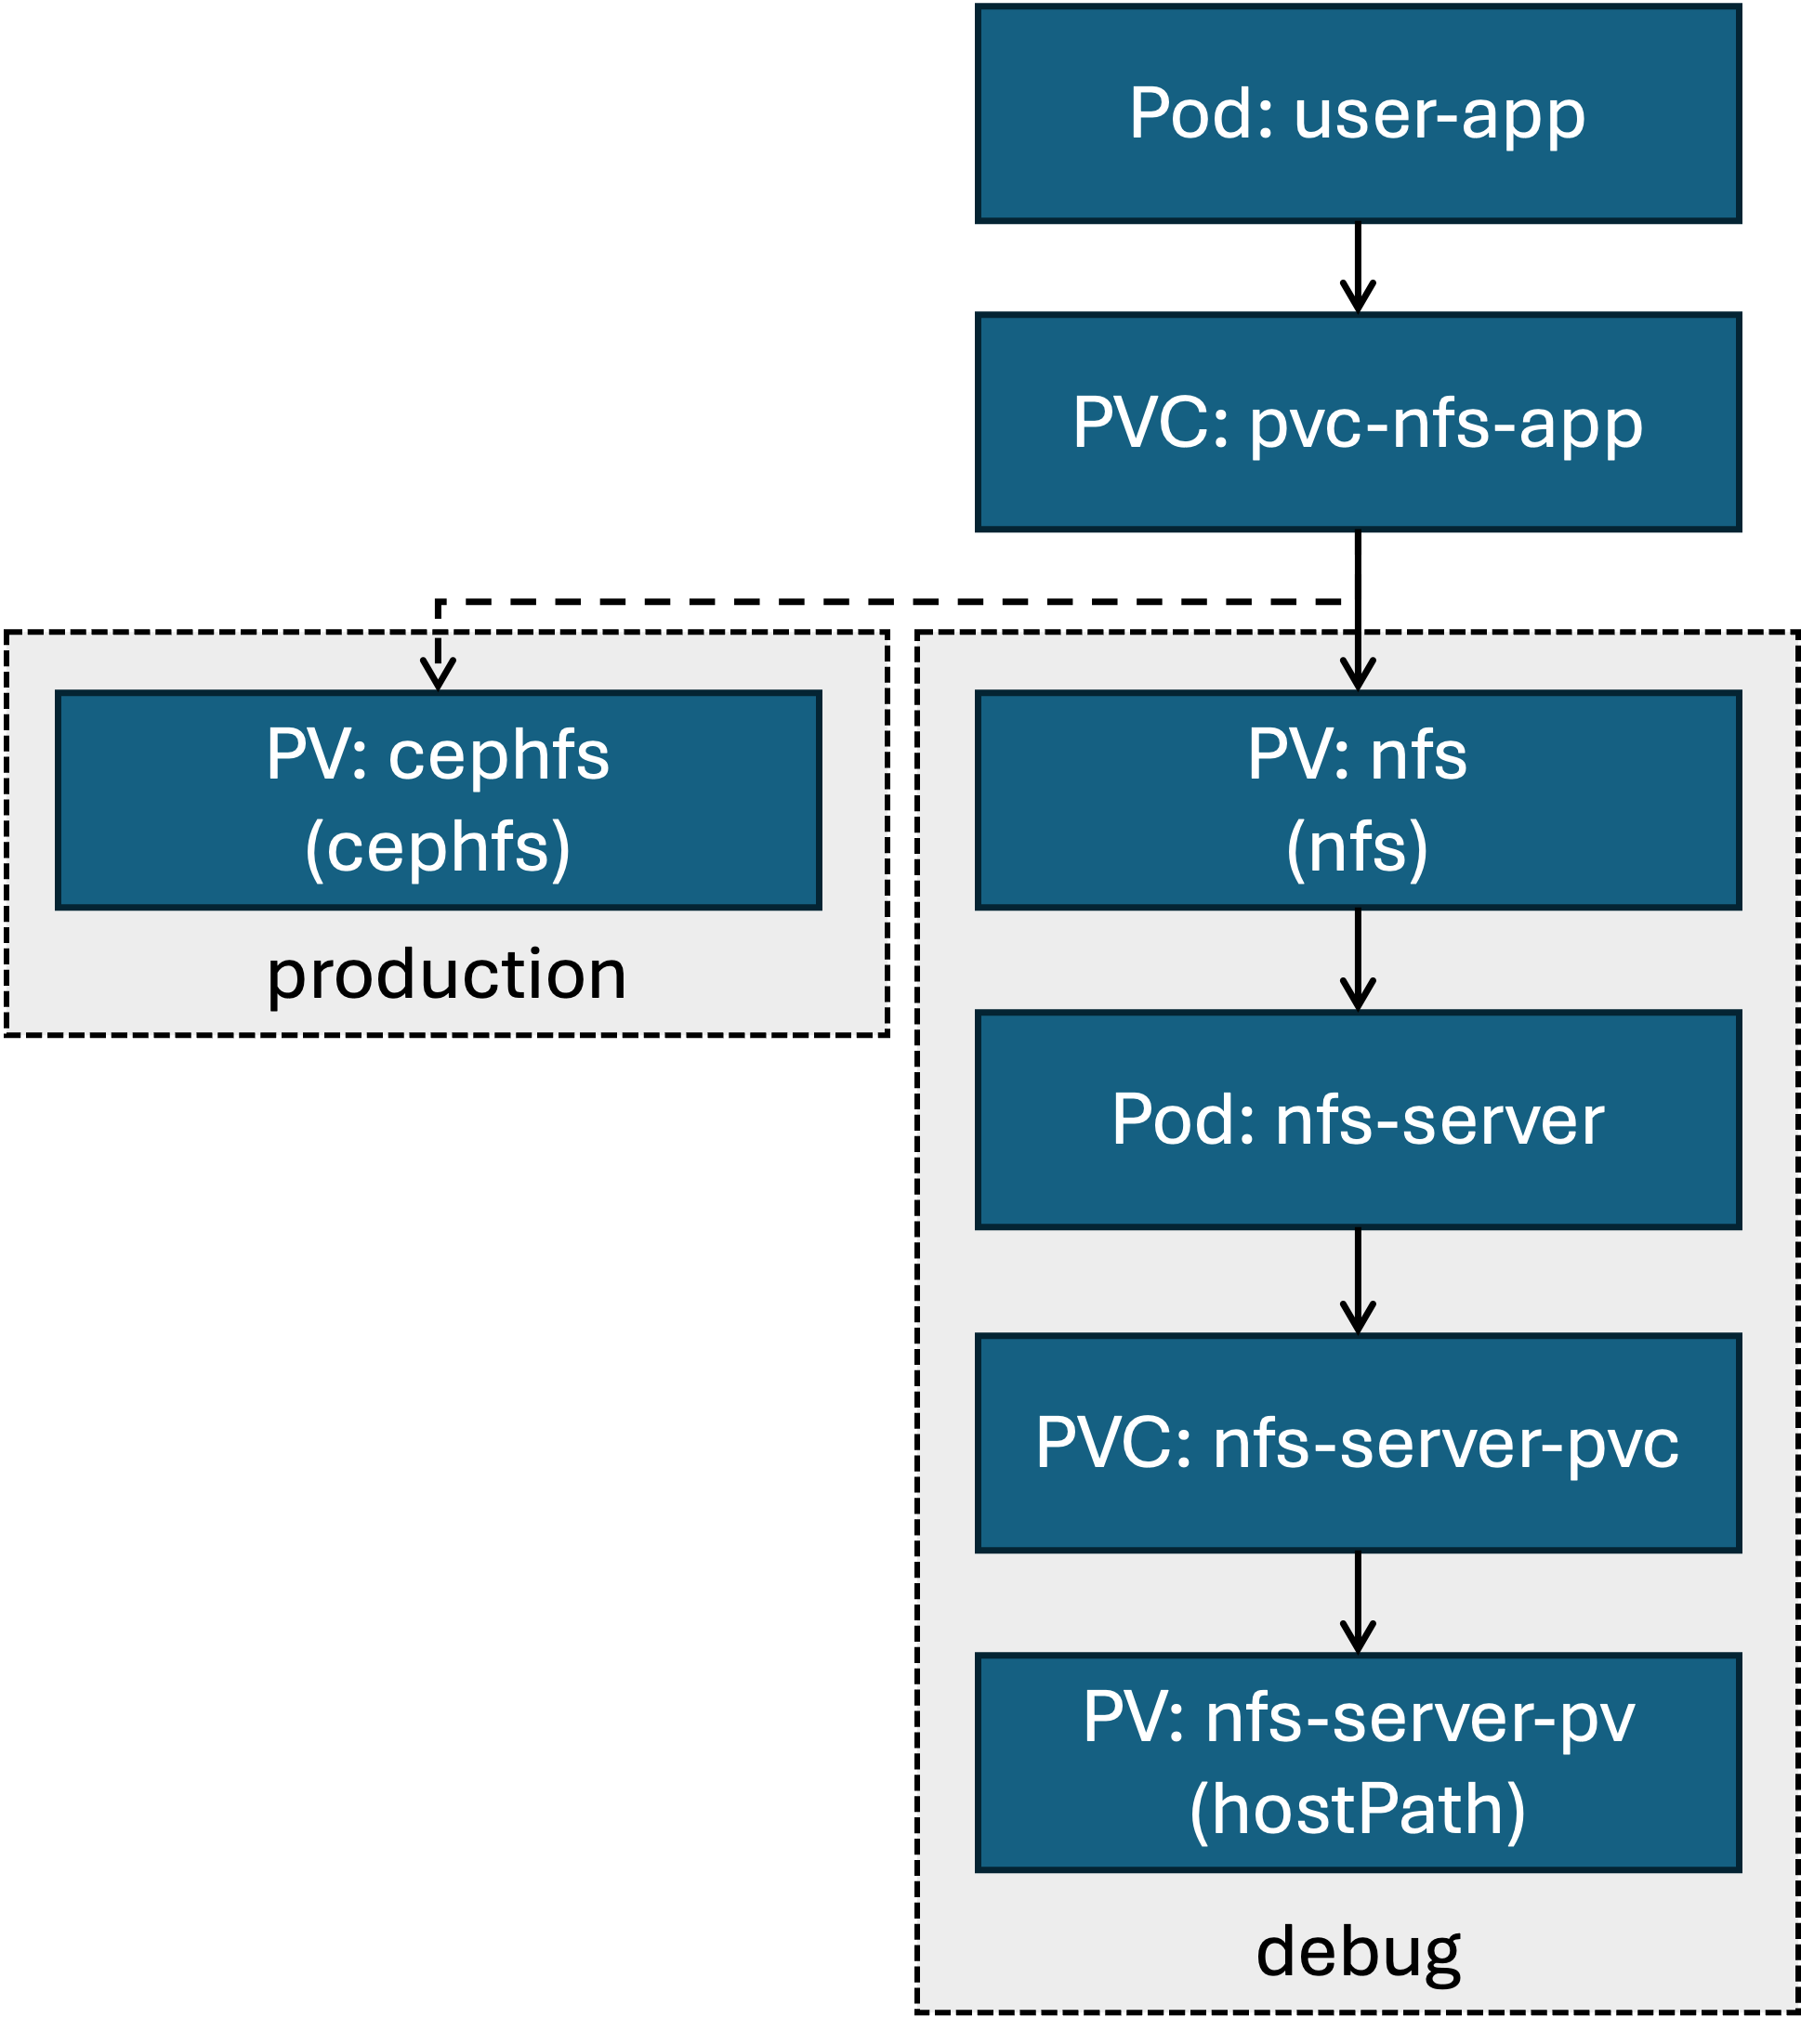 Pod: user-app
PVC: pvc-nfs-app
PV: cephfs
(cephfs)
production
PV: nfs
(nfs)
Pod: nfs-server
PVC: nfs-server-pvc
PV: nfs-server-pv
(hostPath)
debug